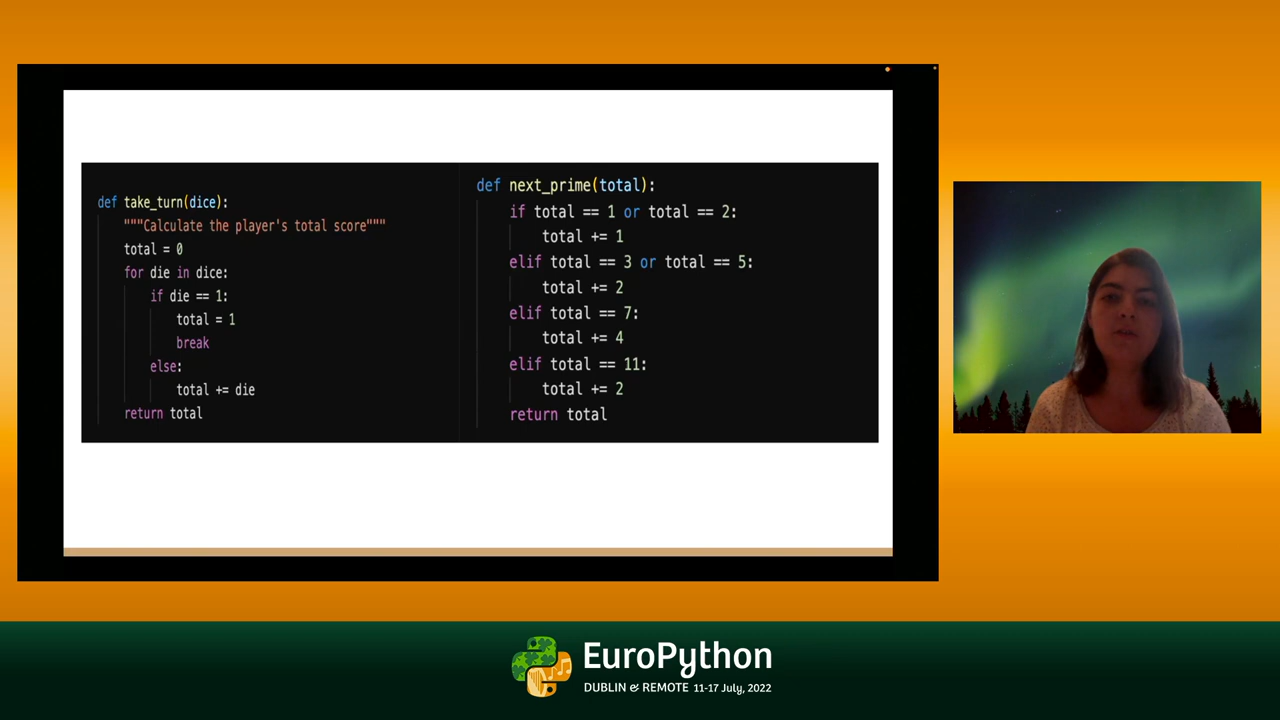 def take_turn(dice):
"""Calculate the player's total score"""
total = 0
for die in dice:
if die == 1:
total = 1
break
else:
total += die
return total
def next_prime(total):
if total == 1 or total == 2:
total += 1
elif total == 3 or total == 5:
total += 2
elif total == 7:
total += 4
elif total == 11:
total += 2
return total
EuroPython
DUBLIN & REMOTE 11-17 July, 2022